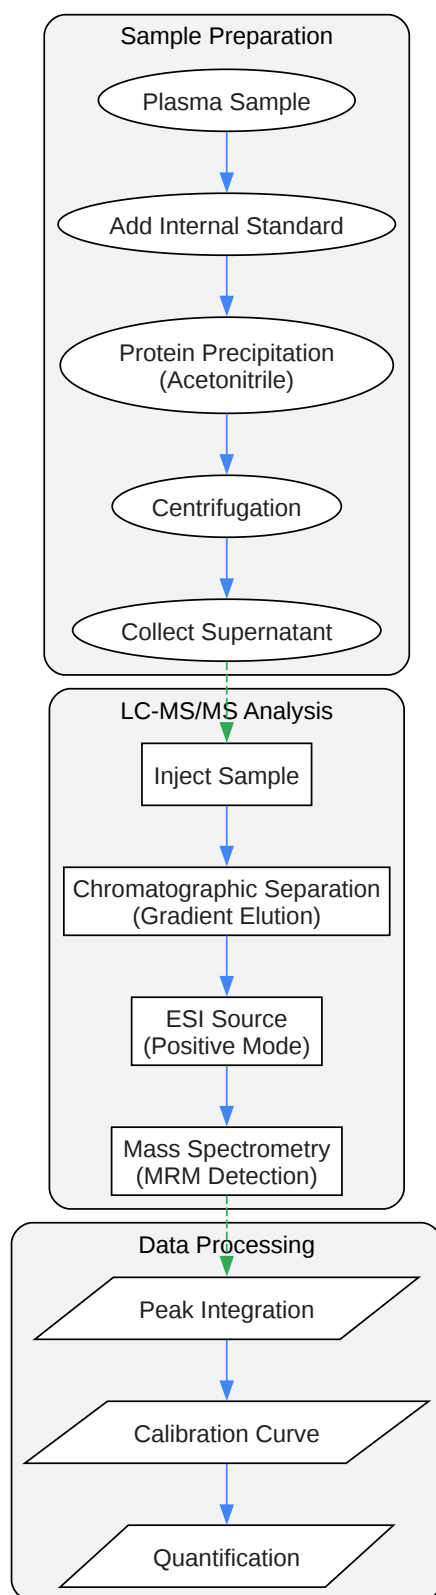 Sample Preparation
Plasma Sample
Add Internal Standard
Protein Precipitation
(Acetonitrile)
Centrifugation
Collect Supernatant
LC-MS/MS Analysis
Inject Sample
Chromatographic Separation
(Gradient Elution)
ESI Source
(Positive Mode)
Mass Spectrometry
(MRM Detection)
Data Processing
Peak Integration
Calibration Curve
Quantification